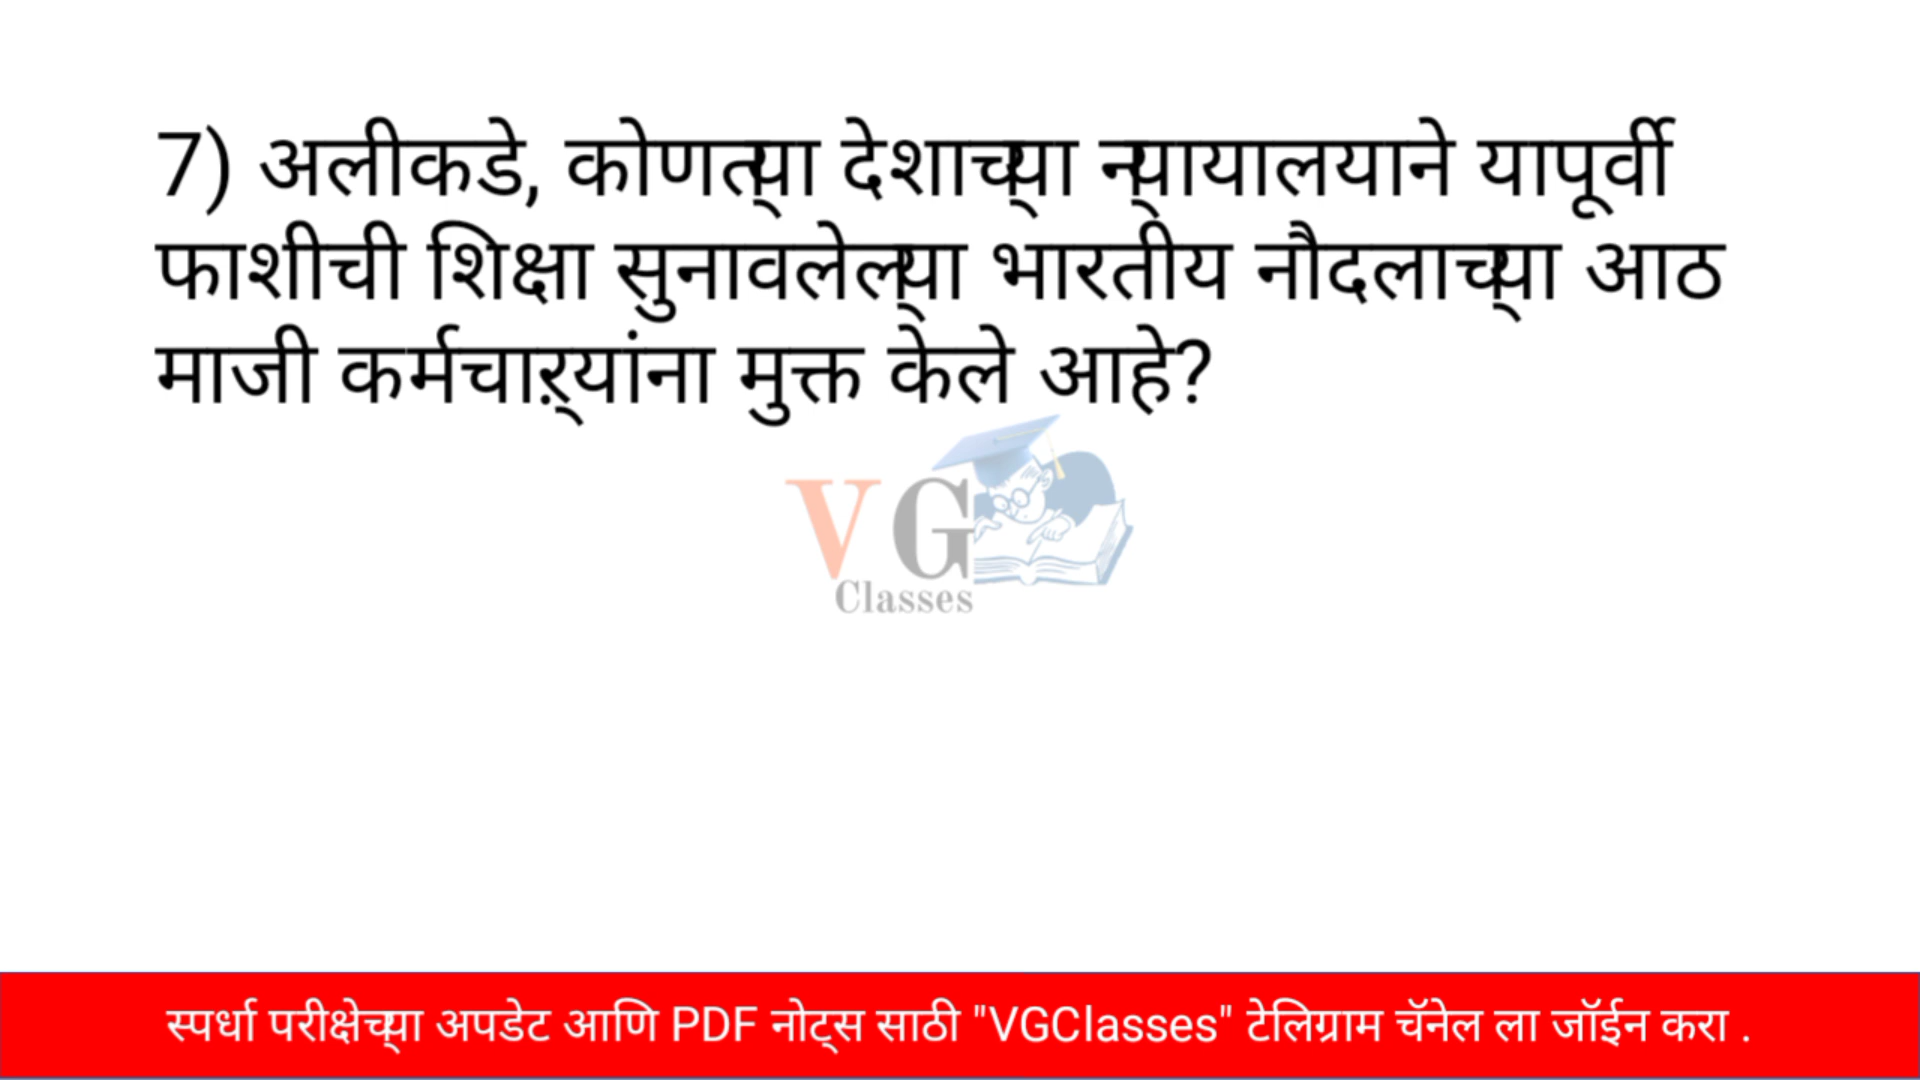 7) अलीकडे, कोणत्या देशाच्या न्यायालयाने यापूर्वी
फाशीची शिक्षा सुनावलेल्या भारतीय नौदलाच्या आठ
माजी कर्मचाऱ्यांना मुक्त केले आहे?
VG
Classes
स्पर्धा परीक्षेच्या अपडेट आणि PDF नोट्स साठी "VGClasses" टेलिग्राम चॅनेल ला जॉईन करा .